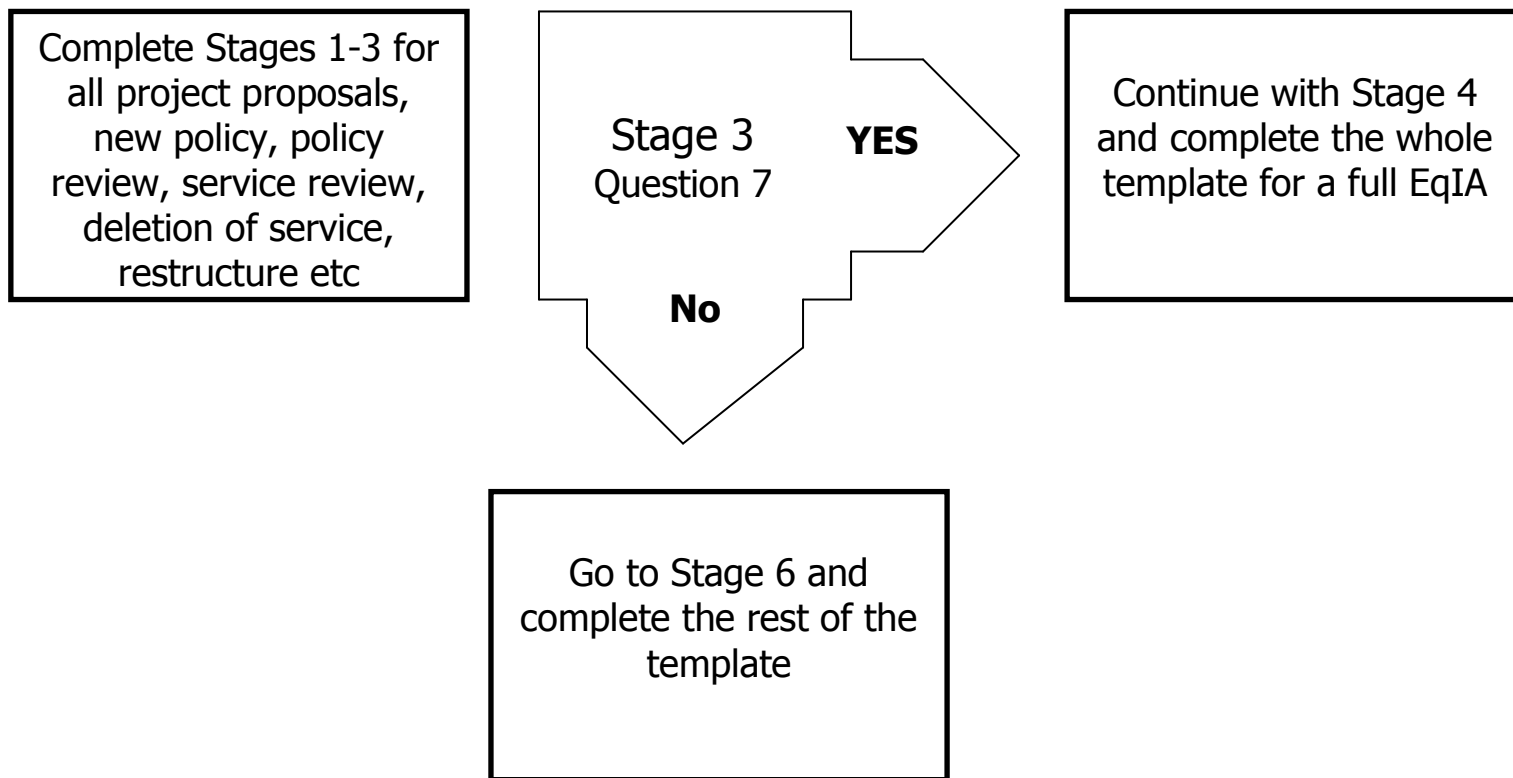 Complete Stages 1-3 for
all project proposals,
new policy, policy
review, service review,
deletion of service,
restructure etc
Stage 3
Question 7
YES
No
Continue with Stage 4
and complete the whole
template for a full EqIA
Go to Stage 6 and
complete the rest of the
template